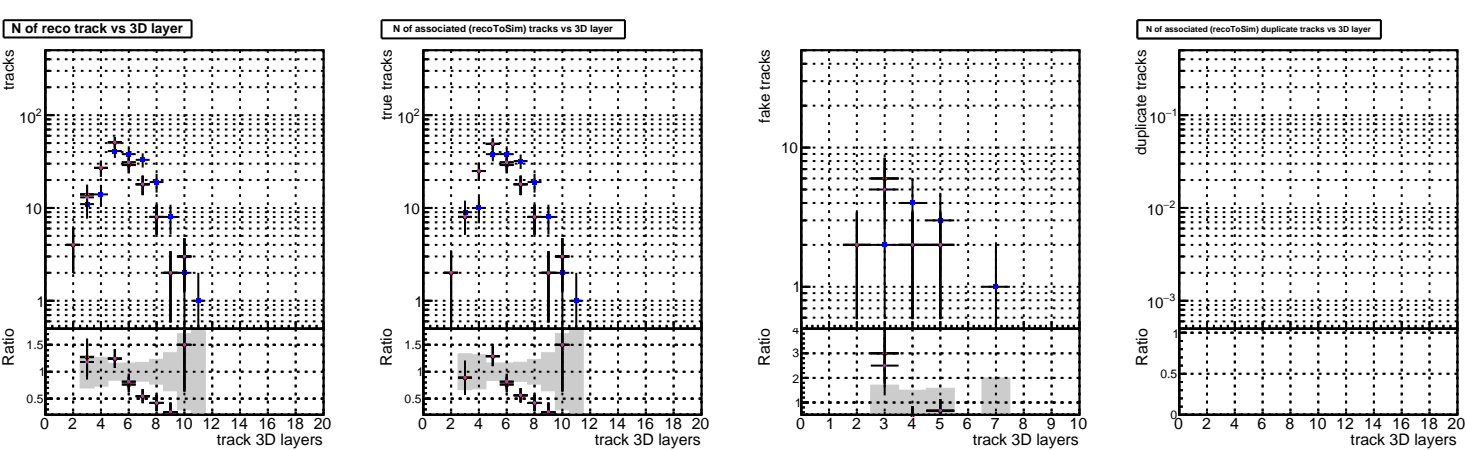 N of reco track vs 3D layer
tracks
10²
10
1
Ratio
1.5
1
0.5
0 2 4 6 8 10 12 14 16 18 20
track 3D layers
N of associated (recoToSim) tracks vs 3D layer
true tracks
10²
10
1
Ratio
1.5
1
0.5
0 2 4 6 8 10 12 14 16 18 20
track 3D layers
fake tracks
10
1
Ratio
4
3
2
1
0 1 2 3 4 5 6 7 8 9 10
track 3D layers
N of associated (recoToSim) duplicate tracks vs 3D layer
duplicate tracks
10⁻¹
10⁻²
10⁻³
Ratio
1
0.5
0
0 2 4 6 8 10 12 14 16 18 20
track 3D layers